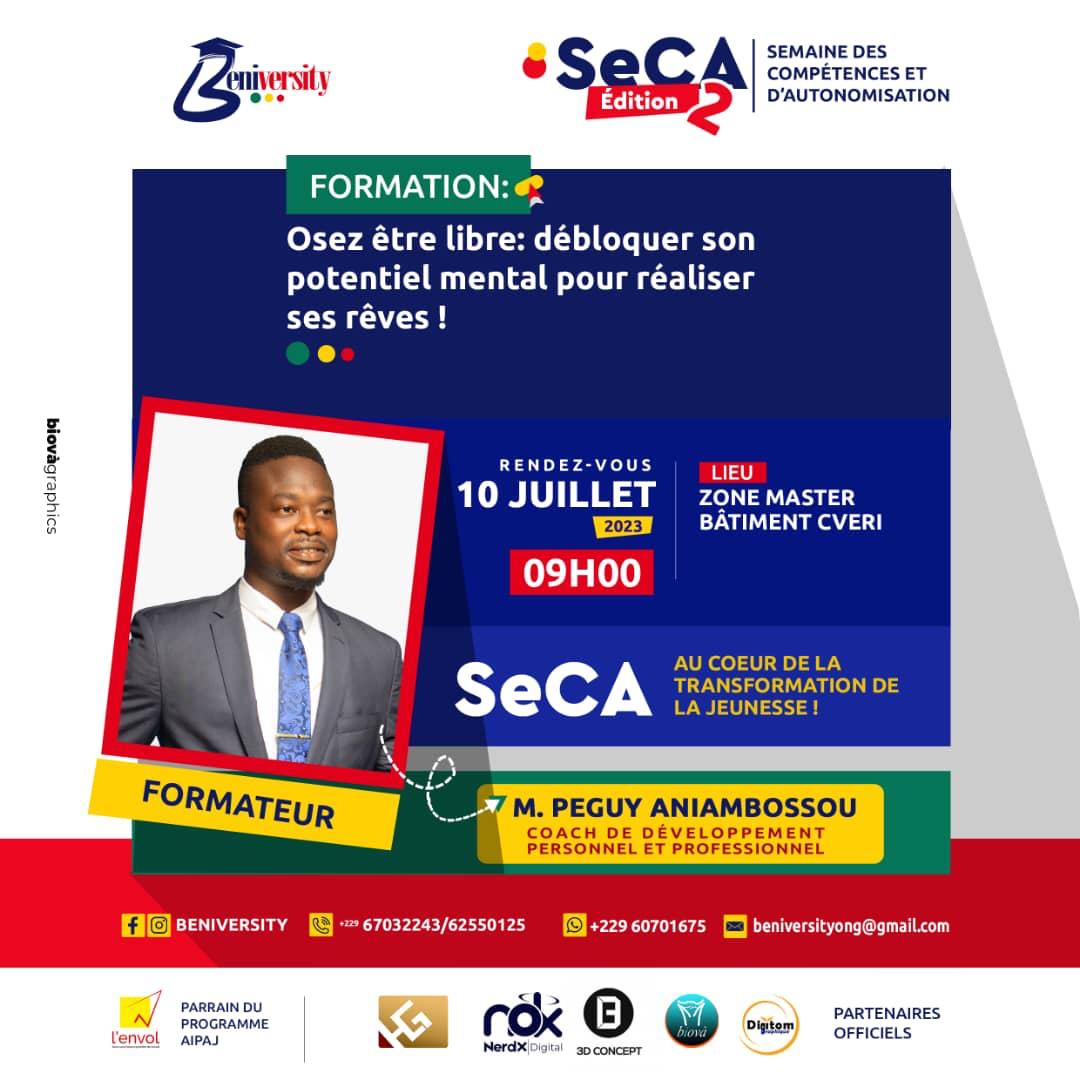 Beniversity
SeCA
Édition 2
SEMAINE DES
COMPÉTENCES ET
D'AUTONOMISATION
FORMATION:
Osez être libre: débloquer son
potentiel mental pour réaliser
ses rêves !
biovàgraphics
RENDEZ-VOUS
10 JUILLET
2023
09H00
LIEU
ZONE MASTER
BÂTIMENT CVERI
SeCA
AU COEUR DE LA
TRANSFORMATION DE
LA JEUNESSE !
FORMATEUR
M. PEGUY ANIAMBOSSOU
COACH DE DÉVELOPPEMENT
PERSONNEL ET PROFESSIONNEL
BENIVERSITY
+229 67032243/62550125
+229 60701675
beniversityong@gmail.com
l'envol
PARRAIN DU
PROGRAMME
AIPAJ
ndx
NerdX|Digital
3D CONCEPT
biovà
Digitom
graphique
PARTENAIRES
OFFICIELS